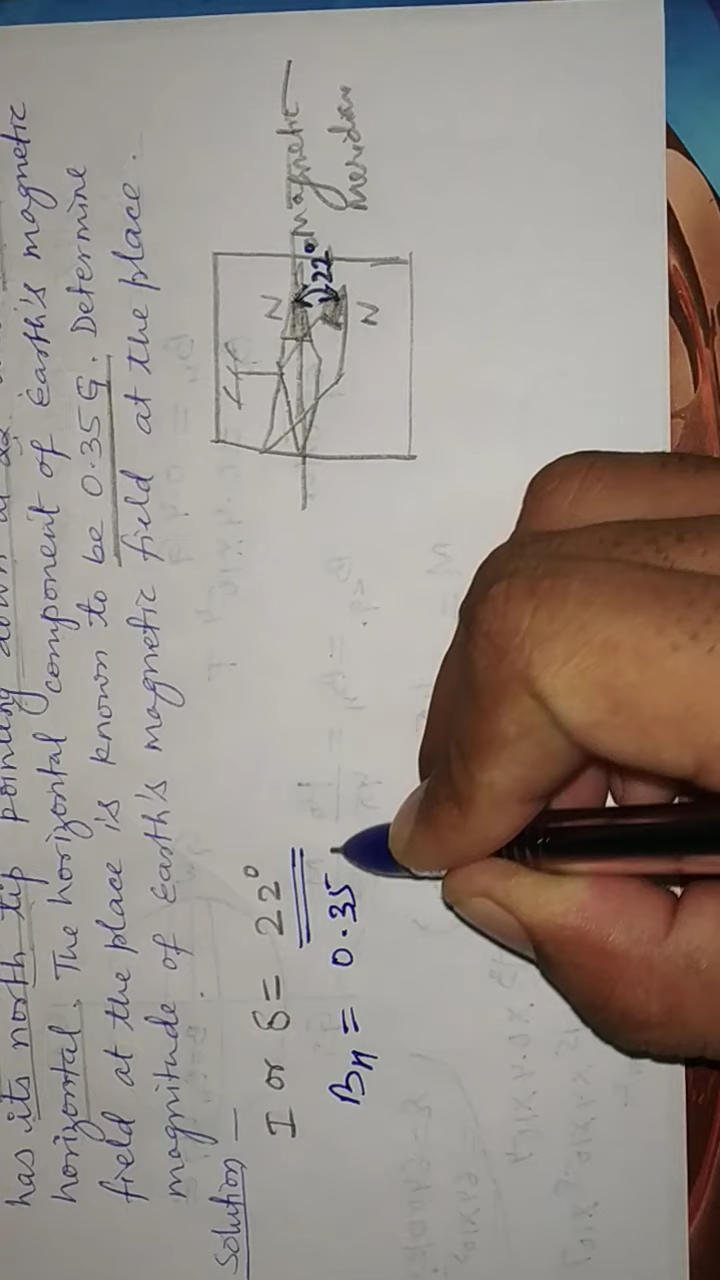 has its north tip pointing down at 22°
horizontal. The horizontal component of Earth's magnetic
field at the place is known to be 0.35G. Determine
magnitude of Earth's magnetic field at the place.
Solution -
I or δ = 22°
B_H = 0.35
N
22°
N
Magnetic
Meridian